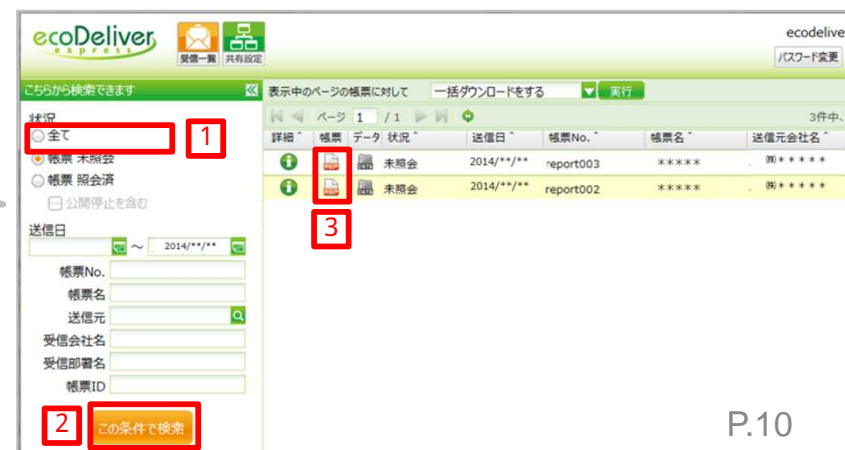 ecoDeliver
express
受信一覧 共有設定
ecodelive
パスワード変更
こちらから検索できます
表示中のページの帳票に対して 一括ダウンロードをする 実行
状況
全て
1
帳票 未照会
帳票 照会済
公開停止を含む
送信日
～ 2014/**/**
帳票No.
帳票名
送信元
受信会社名
受信部署名
帳票ID
2 この条件で検索
ページ 1 / 1 3件中、
詳細 帳票 データ 状況 送信日 帳票No. 帳票名 送信元会社名
未照会 2014/**/** report003 ***** ㈱*****
未照会 2014/**/** report002 ***** ㈱*****
3
P.10